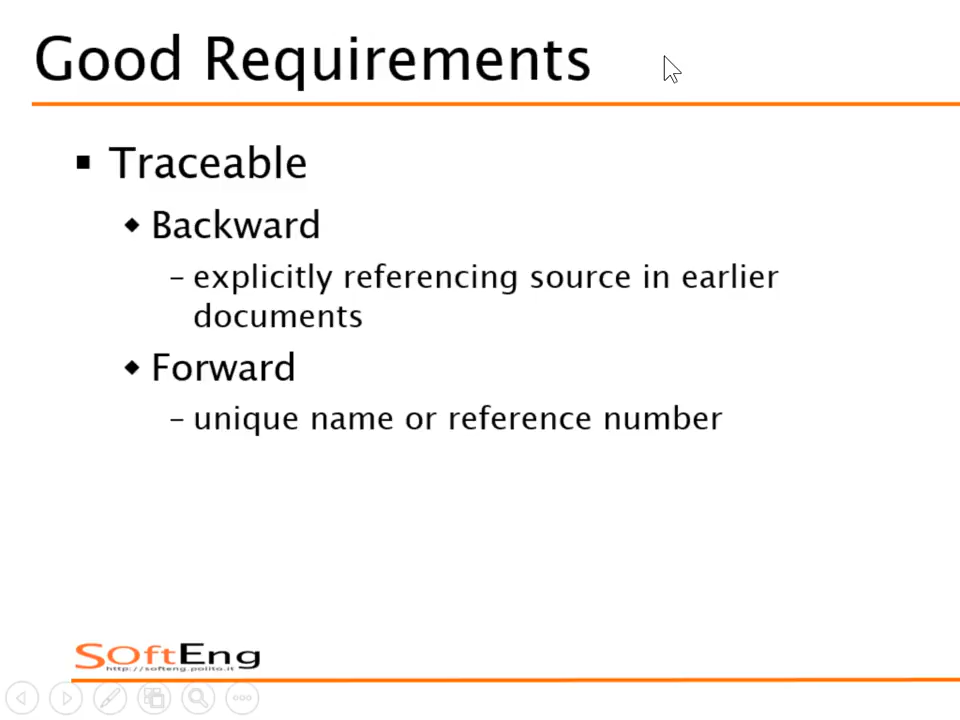 Good Requirements
Traceable
Backward
– explicitly referencing source in earlier
documents
Forward
– unique name or reference number
SOftEng
http://softeng.polito.it